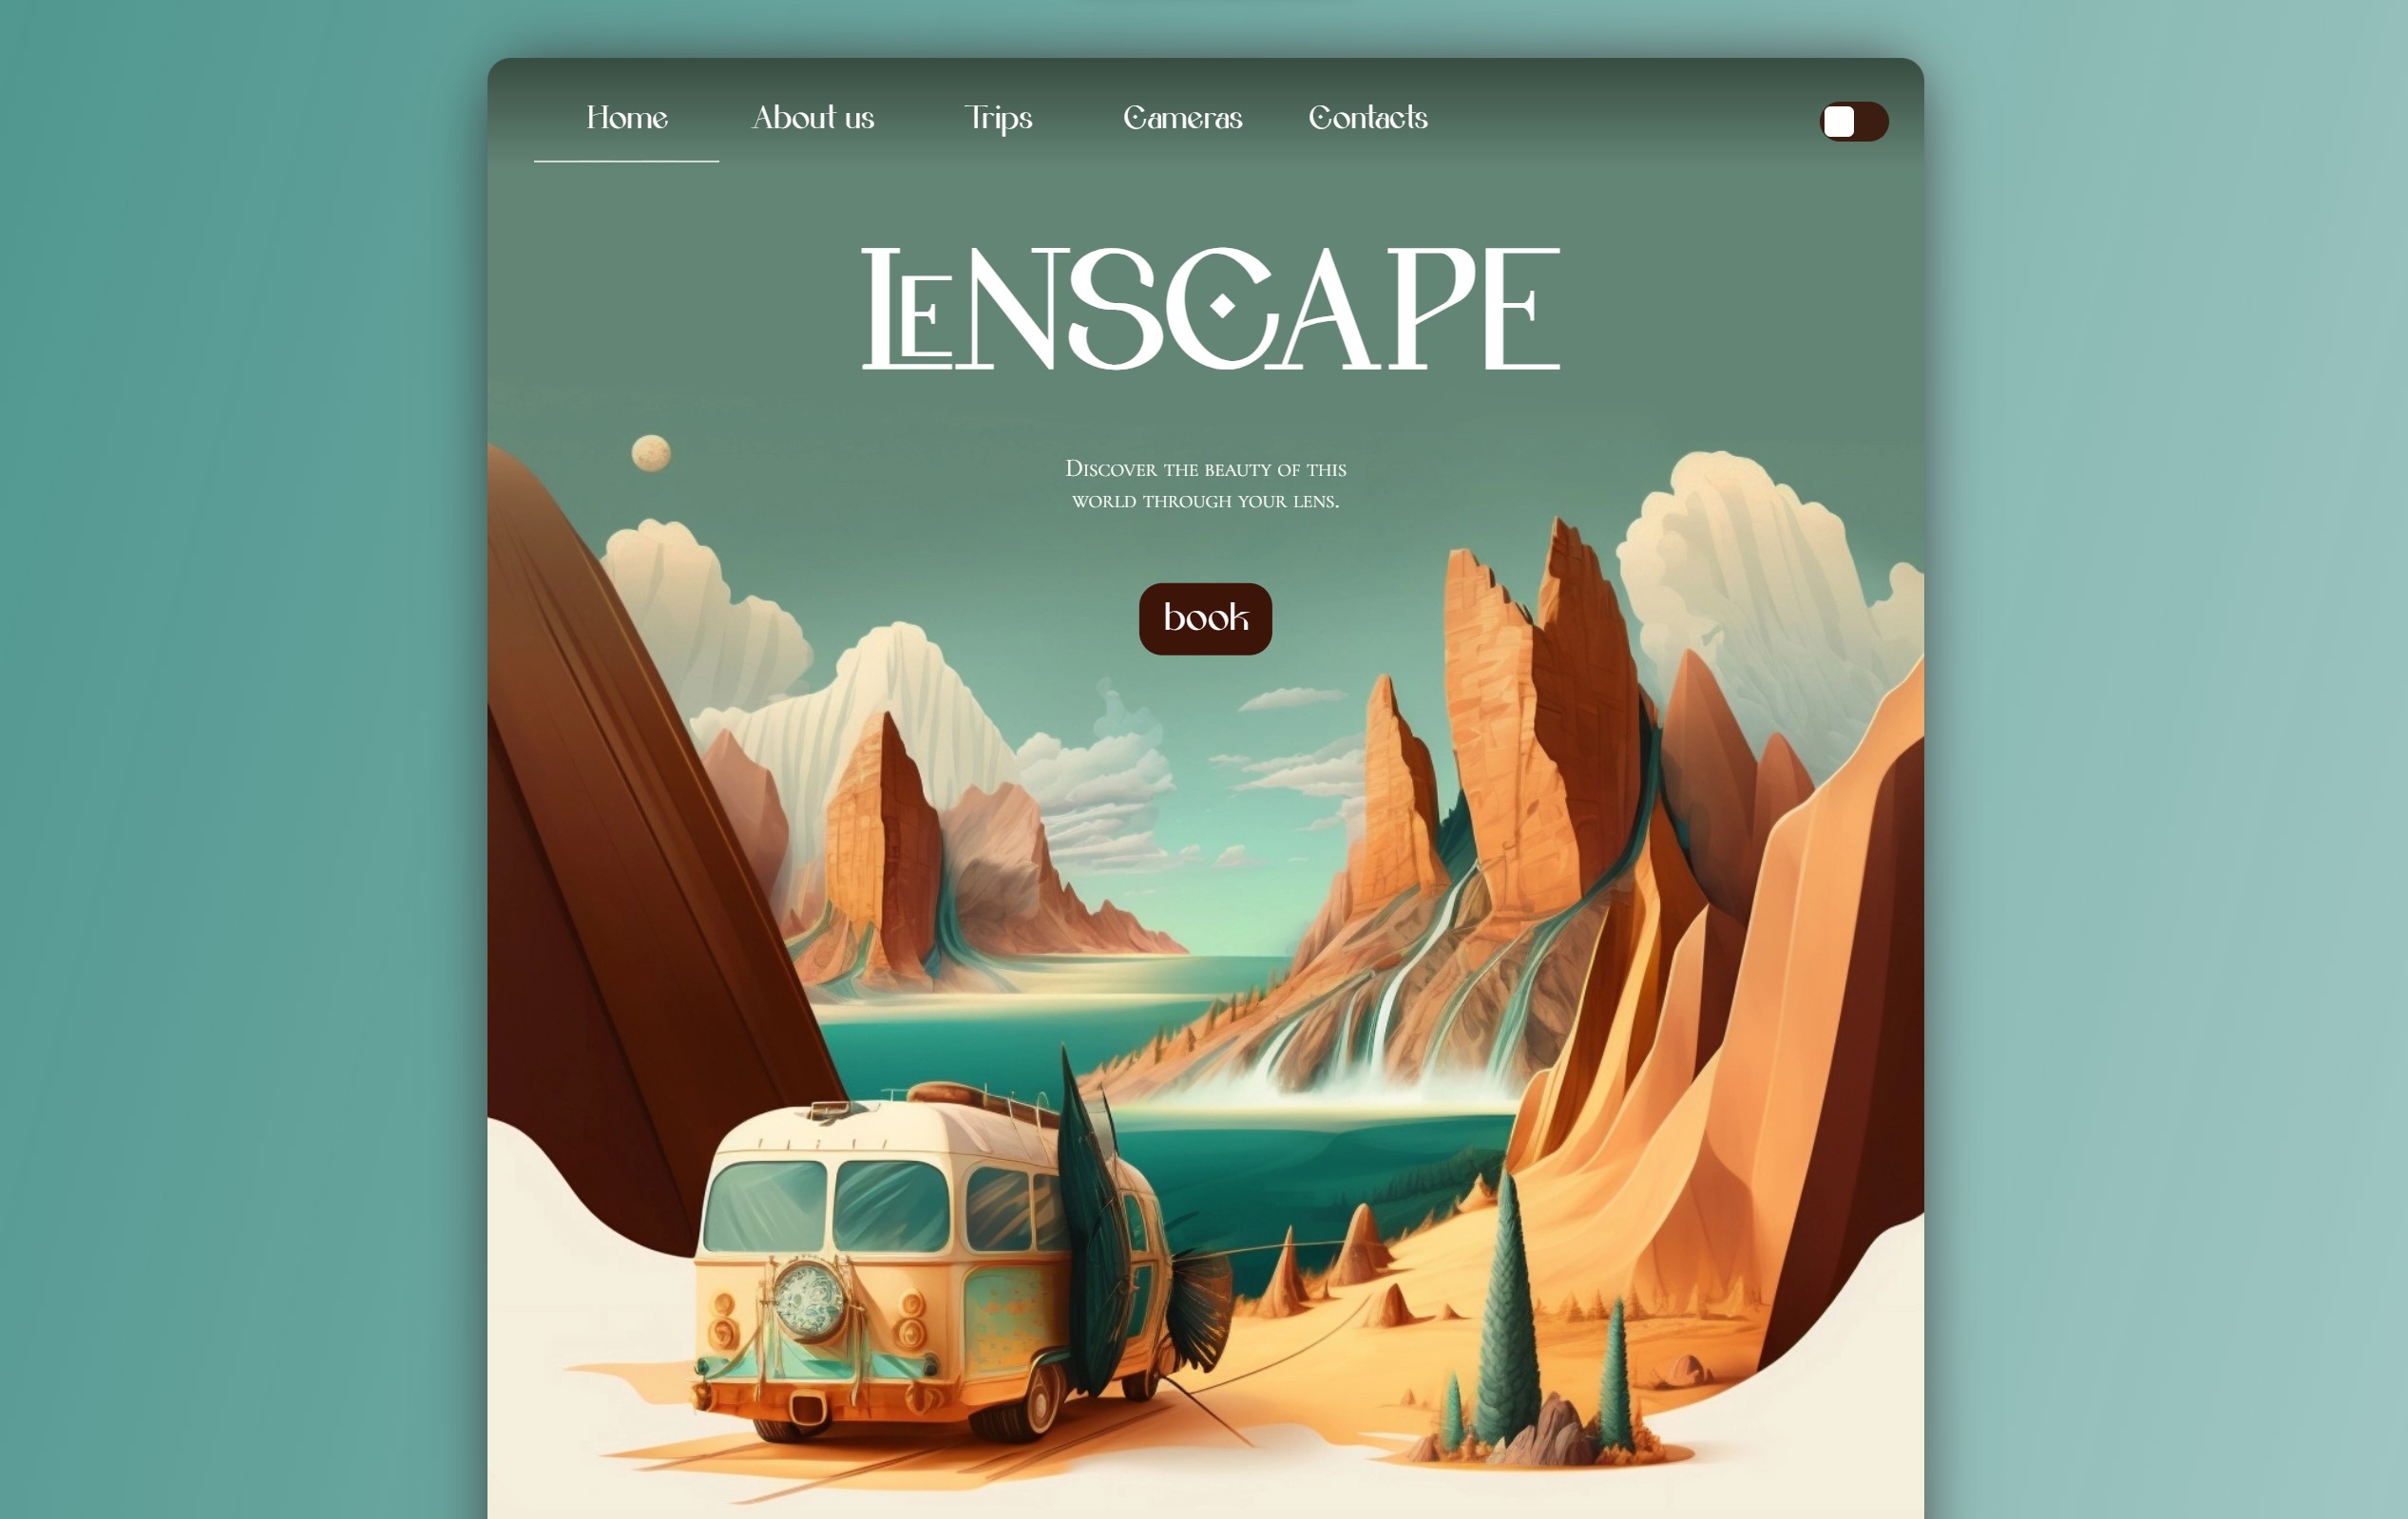 Home About us Trips Cameras Contacts
LENSCAPE
Discover the beauty of this
world through your lens.
book